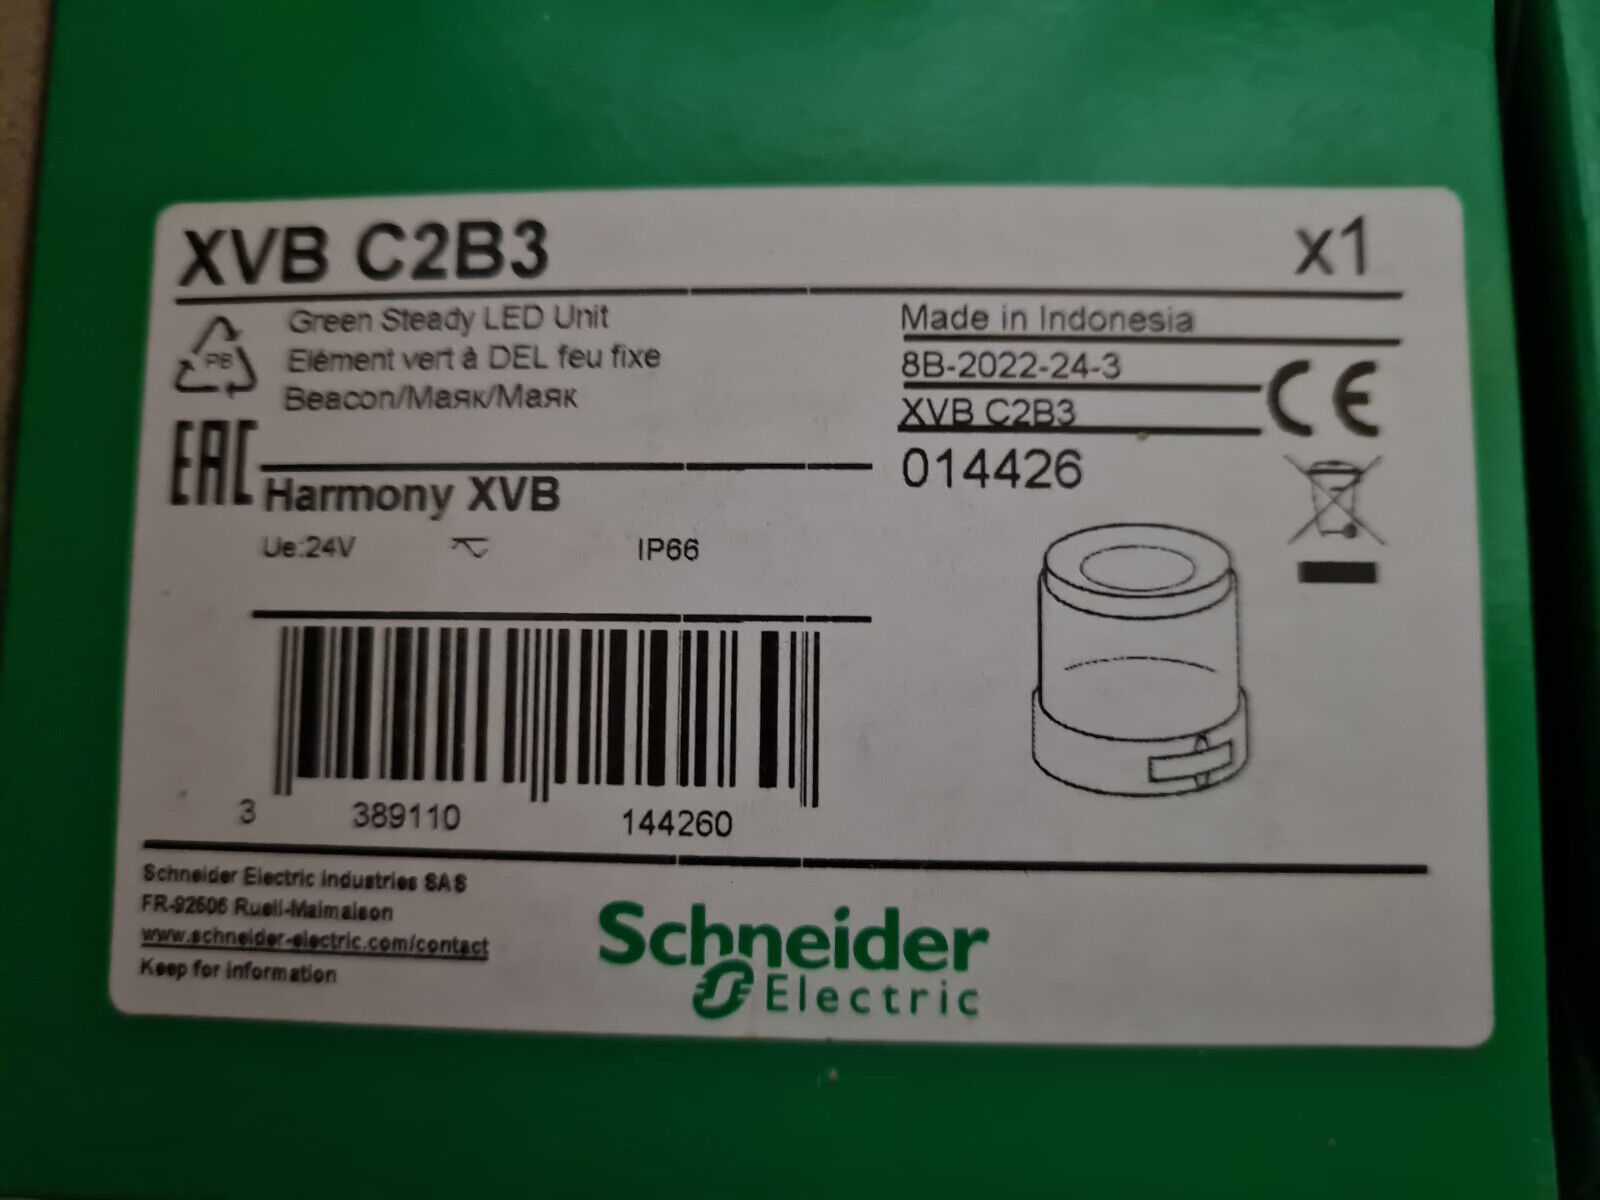 XVB C2B3
x1
Green Steady LED Unit
Elément vert à DEL feu fixe
Beacon/Маяк/Маяк
PB
EAC
Made in Indonesia
8B-2022-24-3
XVB C2B3
CE
014426
Harmony XVB
Ue:24V
IP66
3 389110 144260
Schneider Electric Industries SAS
FR-92506 Rueil-Malmaison
www.schneider-electric.com/contact
Keep for information
Schneider
Electric